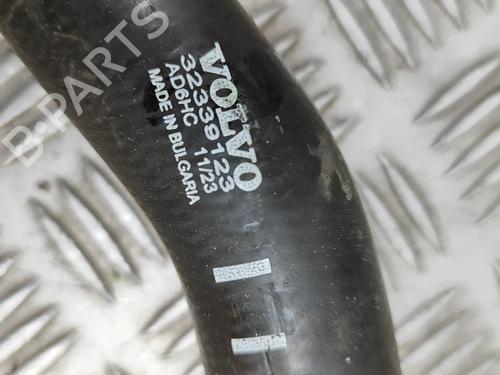 VOLVO
32339123
AD6HC 11/23
MADE IN BULGARIA
B-PARTS